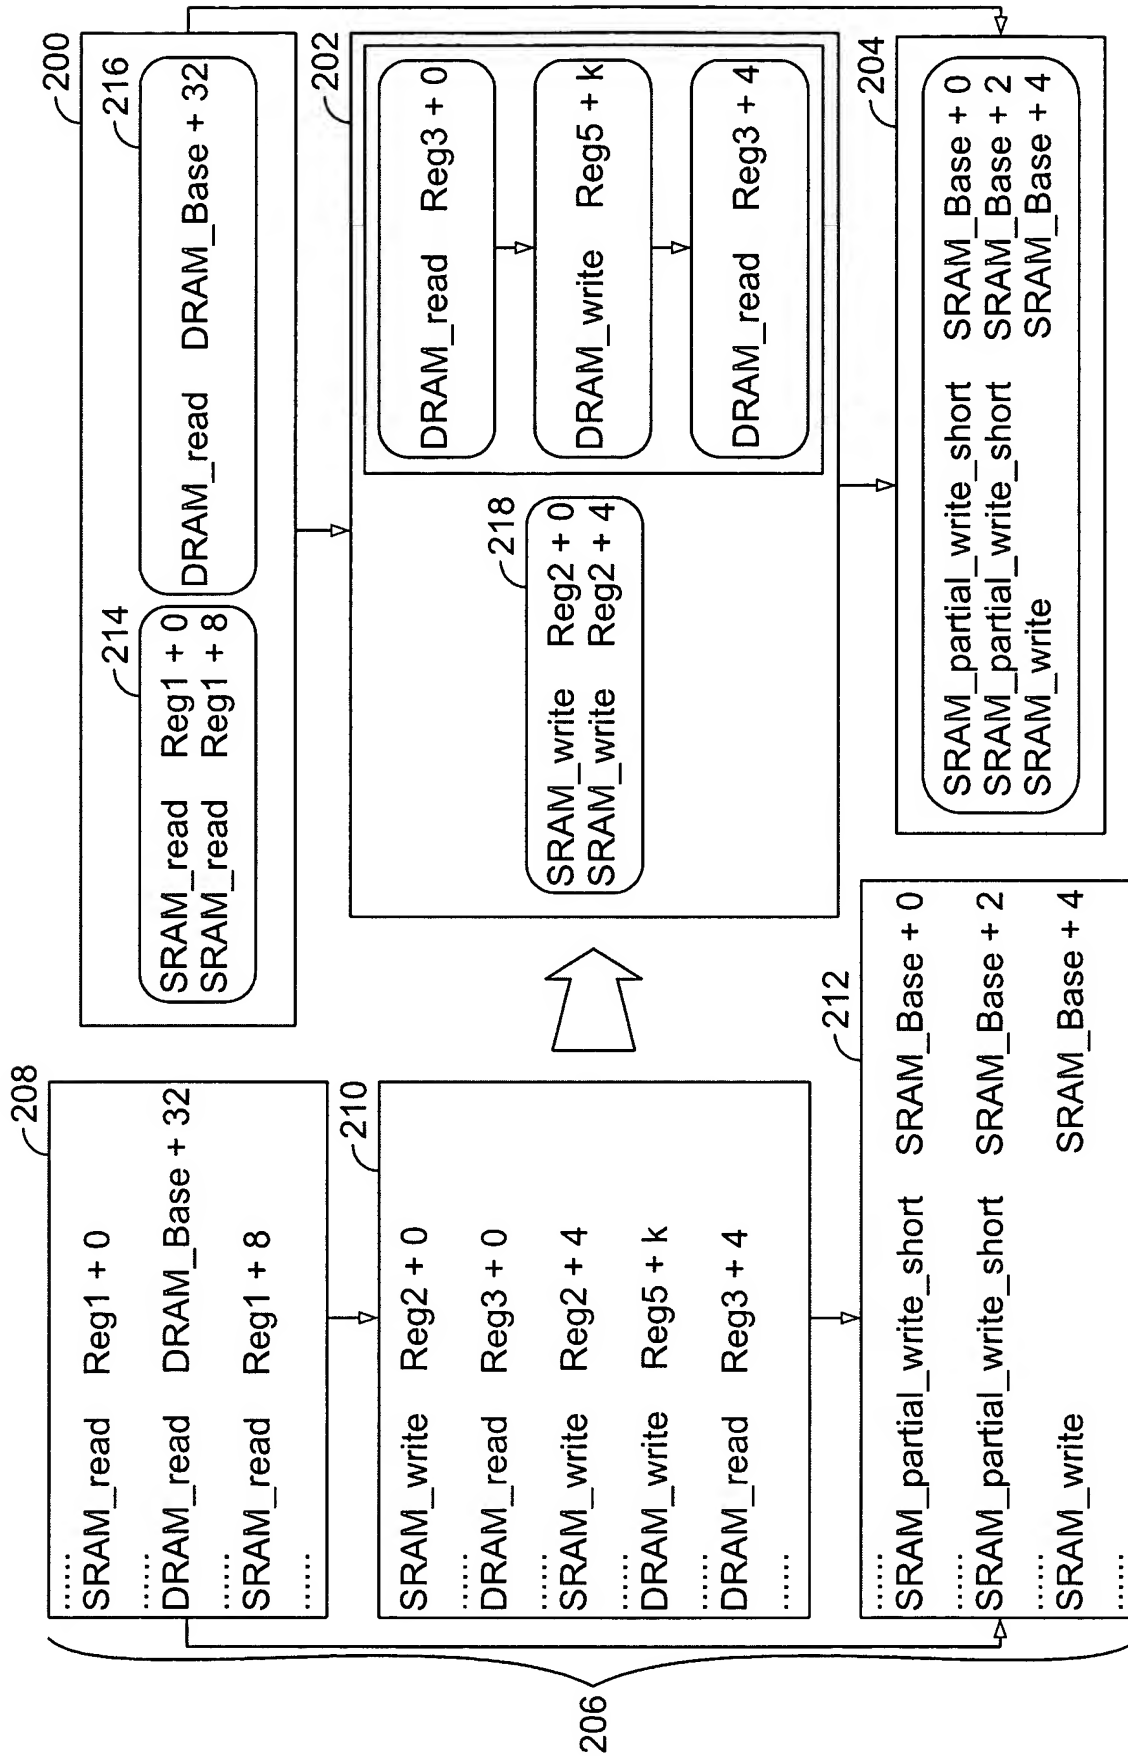 206
208
......
SRAM_read Reg1 + 0
......
DRAM_read DRAM_Base + 32
......
SRAM_read Reg1 + 8
......
210
SRAM_write Reg2 + 0
......
DRAM_read Reg3 + 0
......
SRAM_write Reg2 + 4
......
DRAM_write Reg5 + k
......
DRAM_read Reg3 + 4
......
212
......
SRAM_partial_write_short SRAM_Base + 0
......
SRAM_partial_write_short SRAM_Base + 2
......
SRAM_write SRAM_Base + 4
......
200
214
SRAM_read Reg1 + 0
SRAM_read Reg1 + 8
216
DRAM_read DRAM_Base + 32
202
218
SRAM_write Reg2 + 0
SRAM_write Reg2 + 4
DRAM_read Reg3 + 0
DRAM_write Reg5 + k
DRAM_read Reg3 + 4
204
SRAM_partial_write_short SRAM_Base + 0
SRAM_partial_write_short SRAM_Base + 2
SRAM_write SRAM_Base + 4